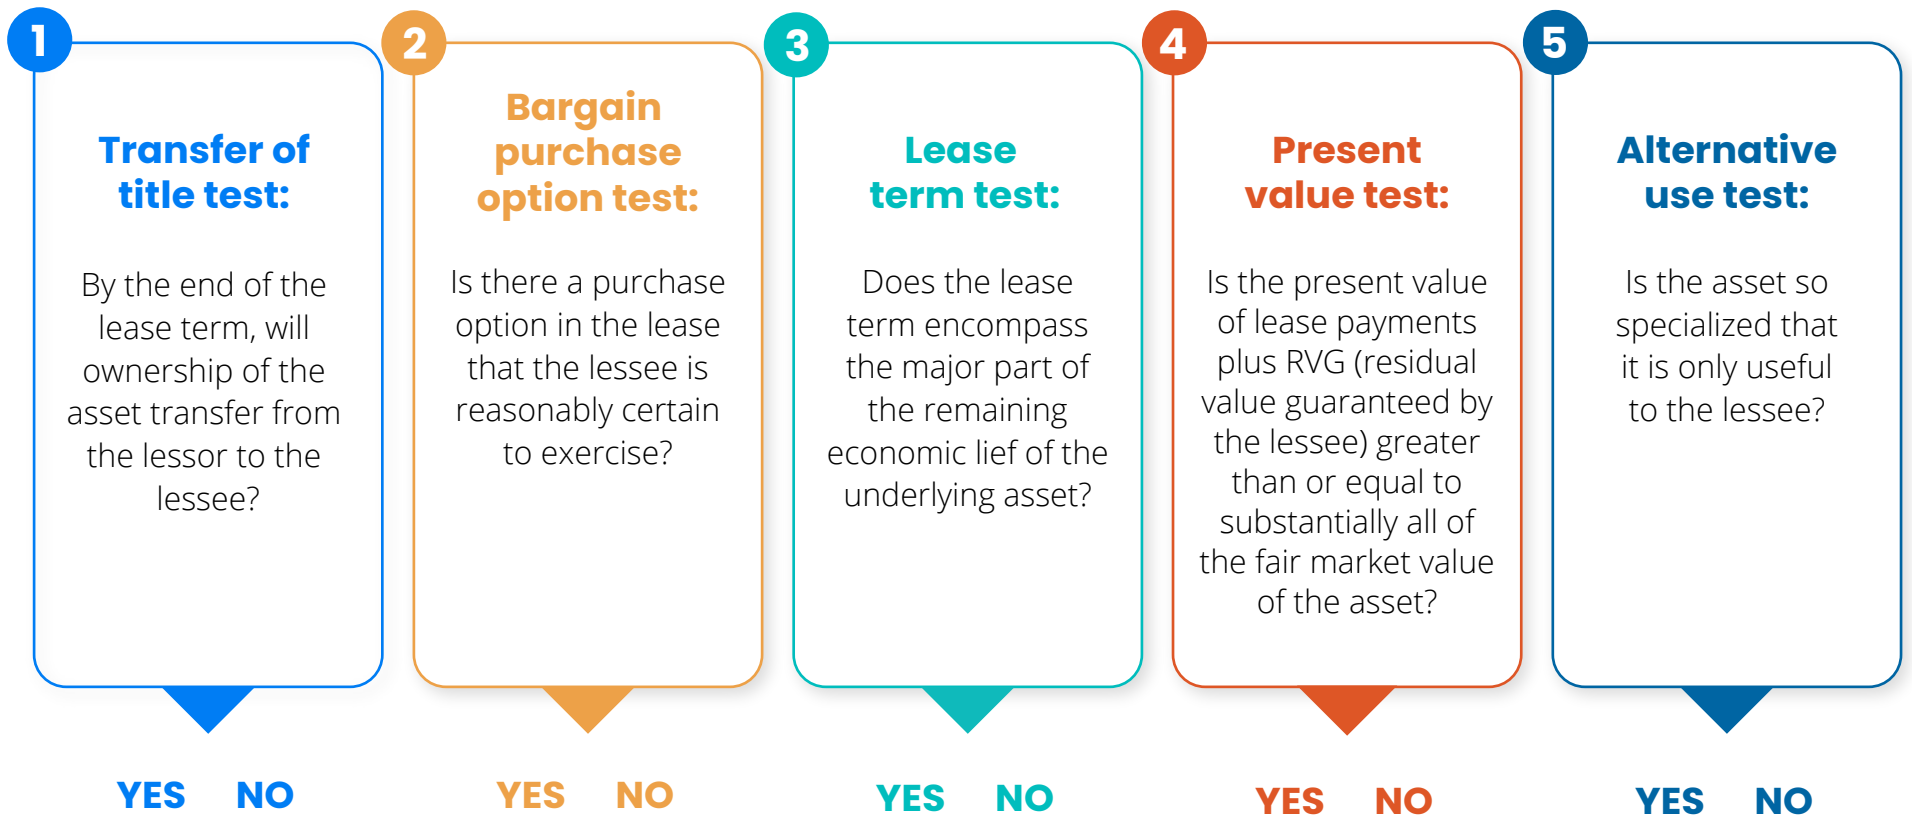 1
Transfer of
title test:
By the end of the
lease term, will
ownership of the
asset transfer from
the lessor to the
lessee?
YES NO
2
Bargain
purchase
option test:
Is there a purchase
option in the lease
that the lessee is
reasonably certain
to exercise?
YES NO
3
Lease
term test:
Does the lease
term encompass
the major part of
the remaining
economic lief of the
underlying asset?
YES NO
4
Present
value test:
Is the present value
of lease payments
plus RVG (residual
value guaranteed by
the lessee) greater
than or equal to
substantially all of
the fair market value
of the asset?
YES NO
5
Alternative
use test:
Is the asset so
specialized that
it is only useful
to the lessee?
YES NO